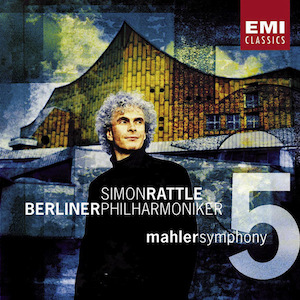 EMI
CLASSICS
SIMONRATTLE
BERLINERPHILHARMONIKER
5
mahlersymphony